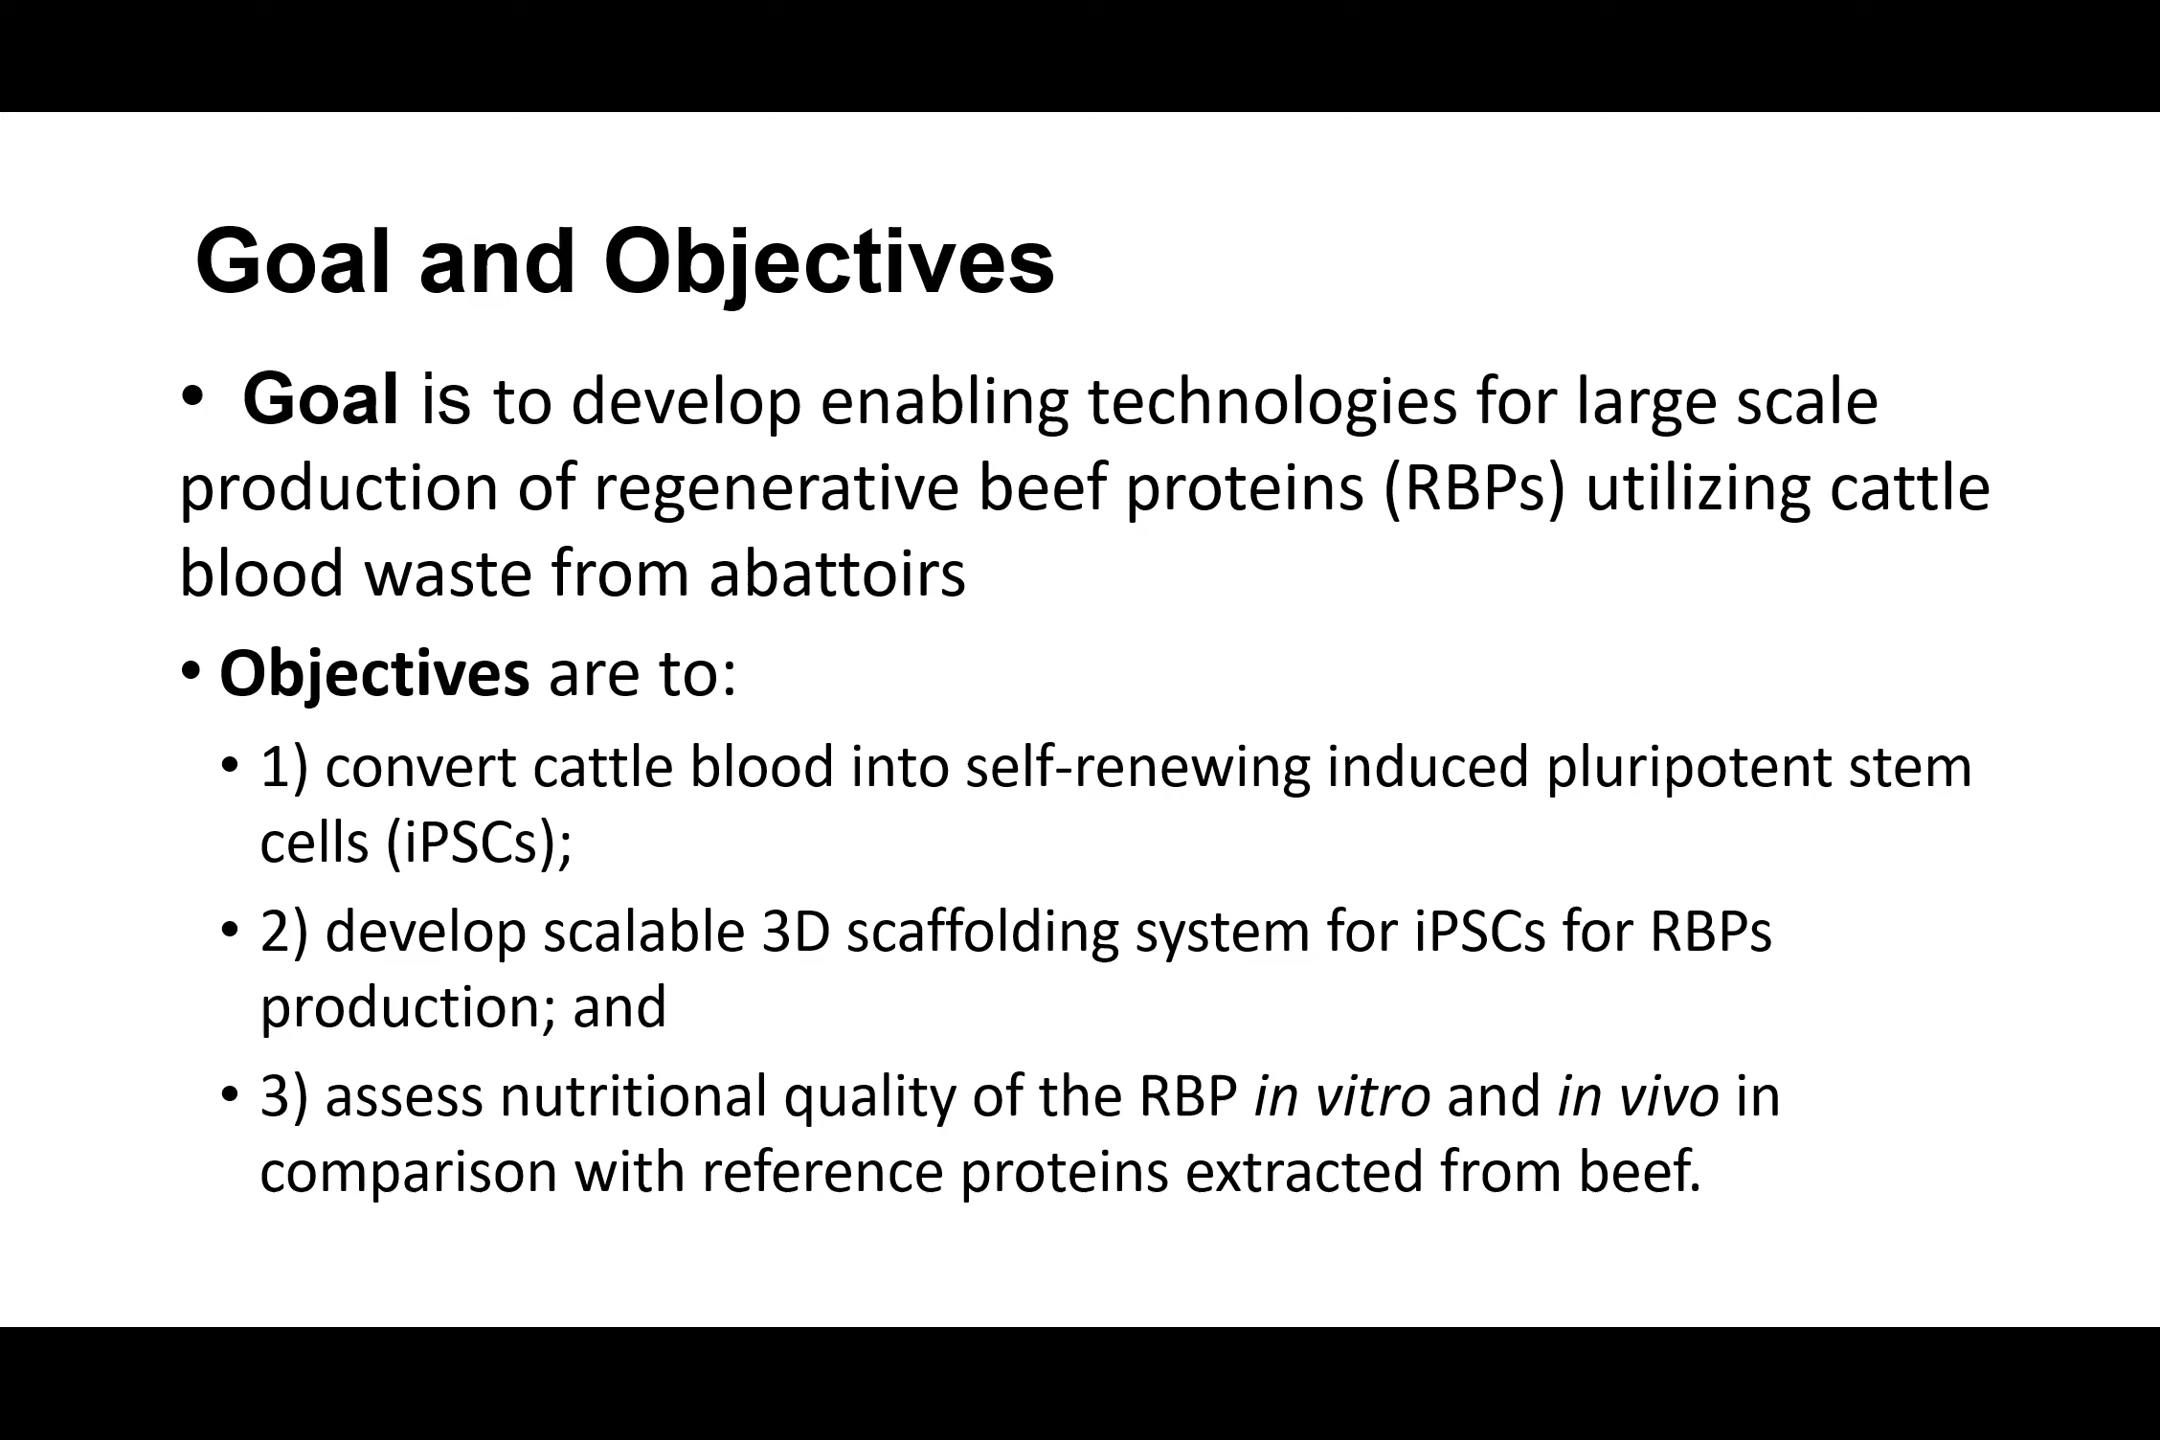 Goal and Objectives
• Goal is to develop enabling technologies for large scale
production of regenerative beef proteins (RBPs) utilizing cattle
blood waste from abattoirs
• Objectives are to:
• 1) convert cattle blood into self-renewing induced pluripotent stem
cells (iPSCs);
• 2) develop scalable 3D scaffolding system for iPSCs for RBPs
production; and
• 3) assess nutritional quality of the RBP in vitro and in vivo in
comparison with reference proteins extracted from beef.